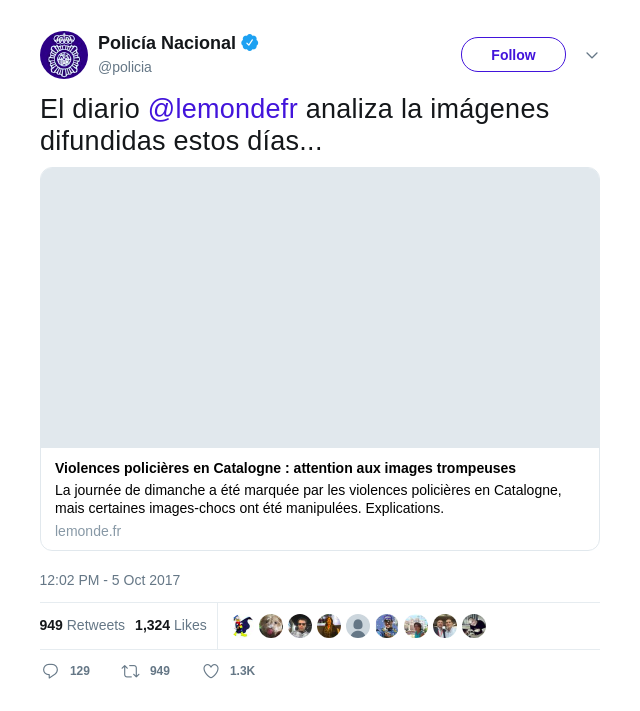 Policía Nacional
@policia
Follow
El diario @lemondefr analiza la imágenes
difundidas estos días...
Violences policières en Catalogne : attention aux images trompeuses
La journée de dimanche a été marquée par les violences policières en Catalogne,
mais certaines images-chocs ont été manipulées. Explications.
lemonde.fr
12:02 PM - 5 Oct 2017
949 Retweets 1,324 Likes
129 949 1.3K